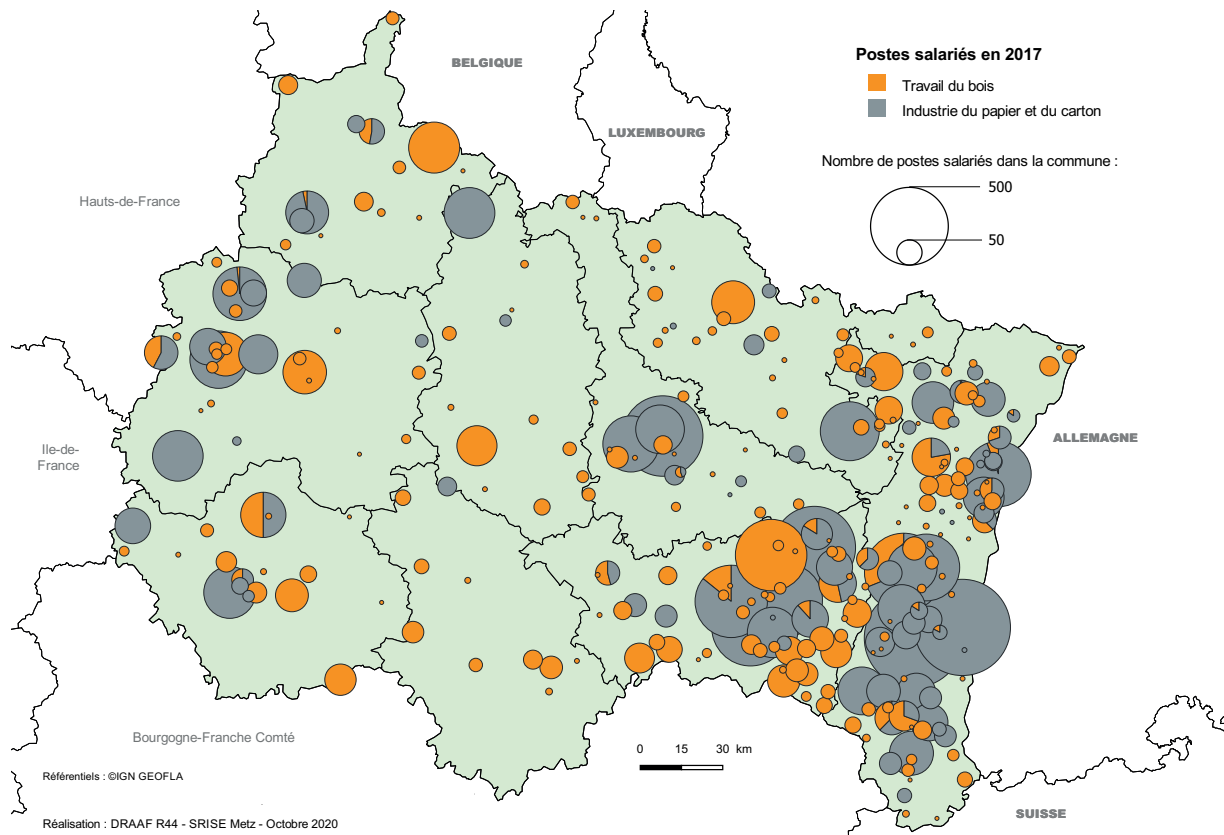 Postes salariés en 2017
Travail du bois
Industrie du papier et du carton
Nombre de postes salariés dans la commune :
500
50
BELGIQUE
LUXEMBOURG
Hauts-de-France
ALLEMAGNE
Ile-de-
France
Bourgogne-Franche Comté
0 15 30 km
Référentiels : ©IGN GEOFLA
SUISSE
Réalisation : DRAAF R44 - SRISE Metz - Octobre 2020